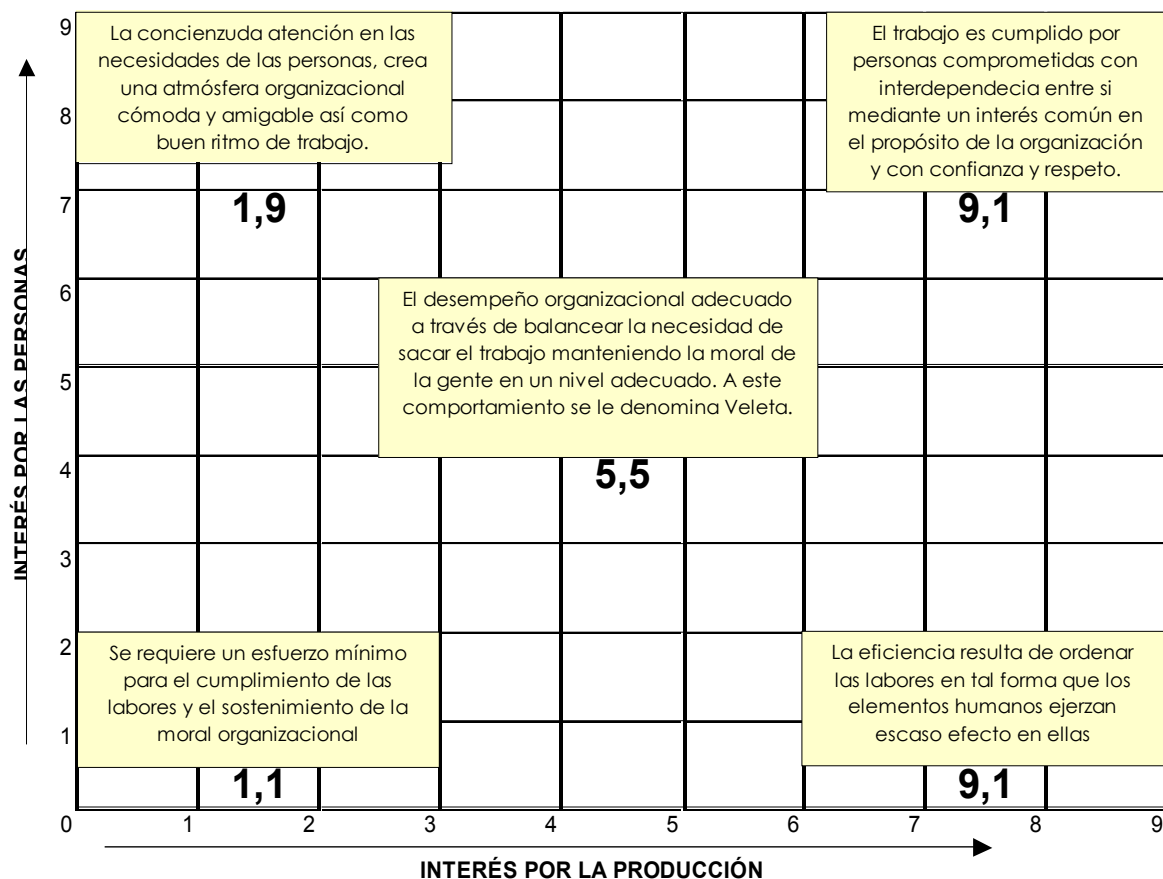 9
La concienzuda atención en las
necesidades de las personas, crea
una atmósfera organizacional
cómoda y amigable así como
buen ritmo de trabajo.
El trabajo es cumplido por
personas comprometidas con
interdependecia entre si
mediante un interés común en
el propósito de la organización
y con confianza y respeto.
8
7
1,9
9,1
INTERÉS POR LAS PERSONAS
6
El desempeño organizacional adecuado
a través de balancear la necesidad de
sacar el trabajo manteniendo la moral de
la gente en un nivel adecuado. A este
comportamiento se le denomina Veleta.
5
4
5,5
3
2
Se requiere un esfuerzo mínimo
para el cumplimiento de las
labores y el sostenimiento de la
moral organizacional
La eficiencia resulta de ordenar
las labores en tal forma que los
elementos humanos ejerzan
escaso efecto en ellas
1
1,1
9,1
0 1 2 3 4 5 6 7 8 9
INTERÉS POR LA PRODUCCIÓN